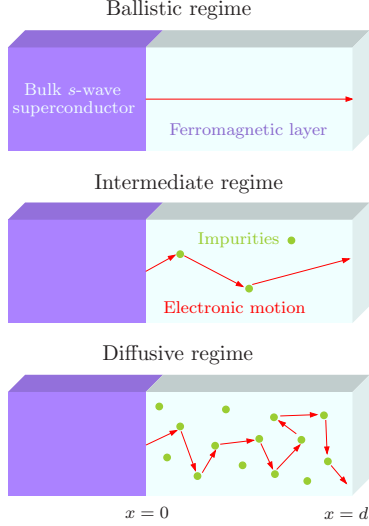 Ballistic regime
Bulk s-wave
superconductor
Ferromagnetic layer
Intermediate regime
Impurities
Electronic motion
Diffusive regime
x = 0
x = d